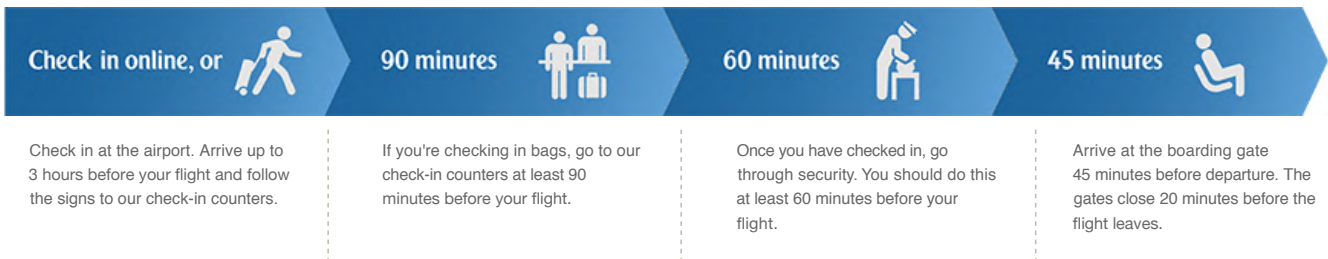 Check in online, or
90 minutes
60 minutes
45 minutes
Check in at the airport. Arrive up to
3 hours before your flight and follow
the signs to our check-in counters.
If you're checking in bags, go to our
check-in counters at least 90
minutes before your flight.
Once you have checked in, go
through security. You should do this
at least 60 minutes before your
flight.
Arrive at the boarding gate
45 minutes before departure. The
gates close 20 minutes before the
flight leaves.